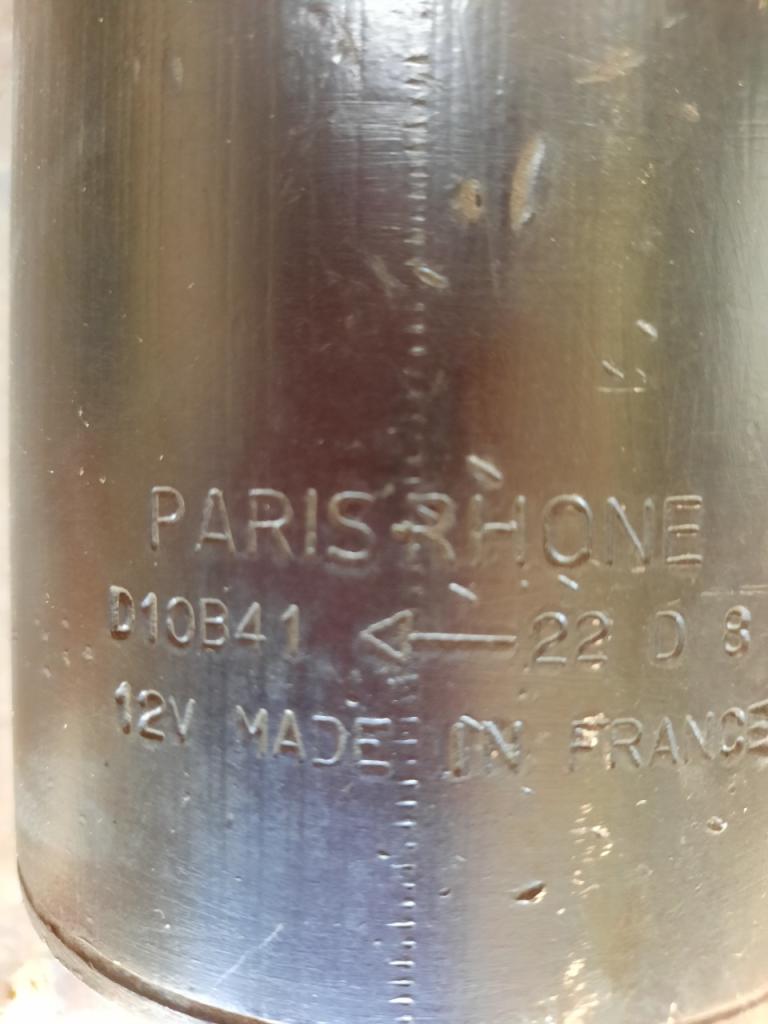 PARIS-RHONE
D10B41 ← 22 D 8
12V MADE IN FRANCE